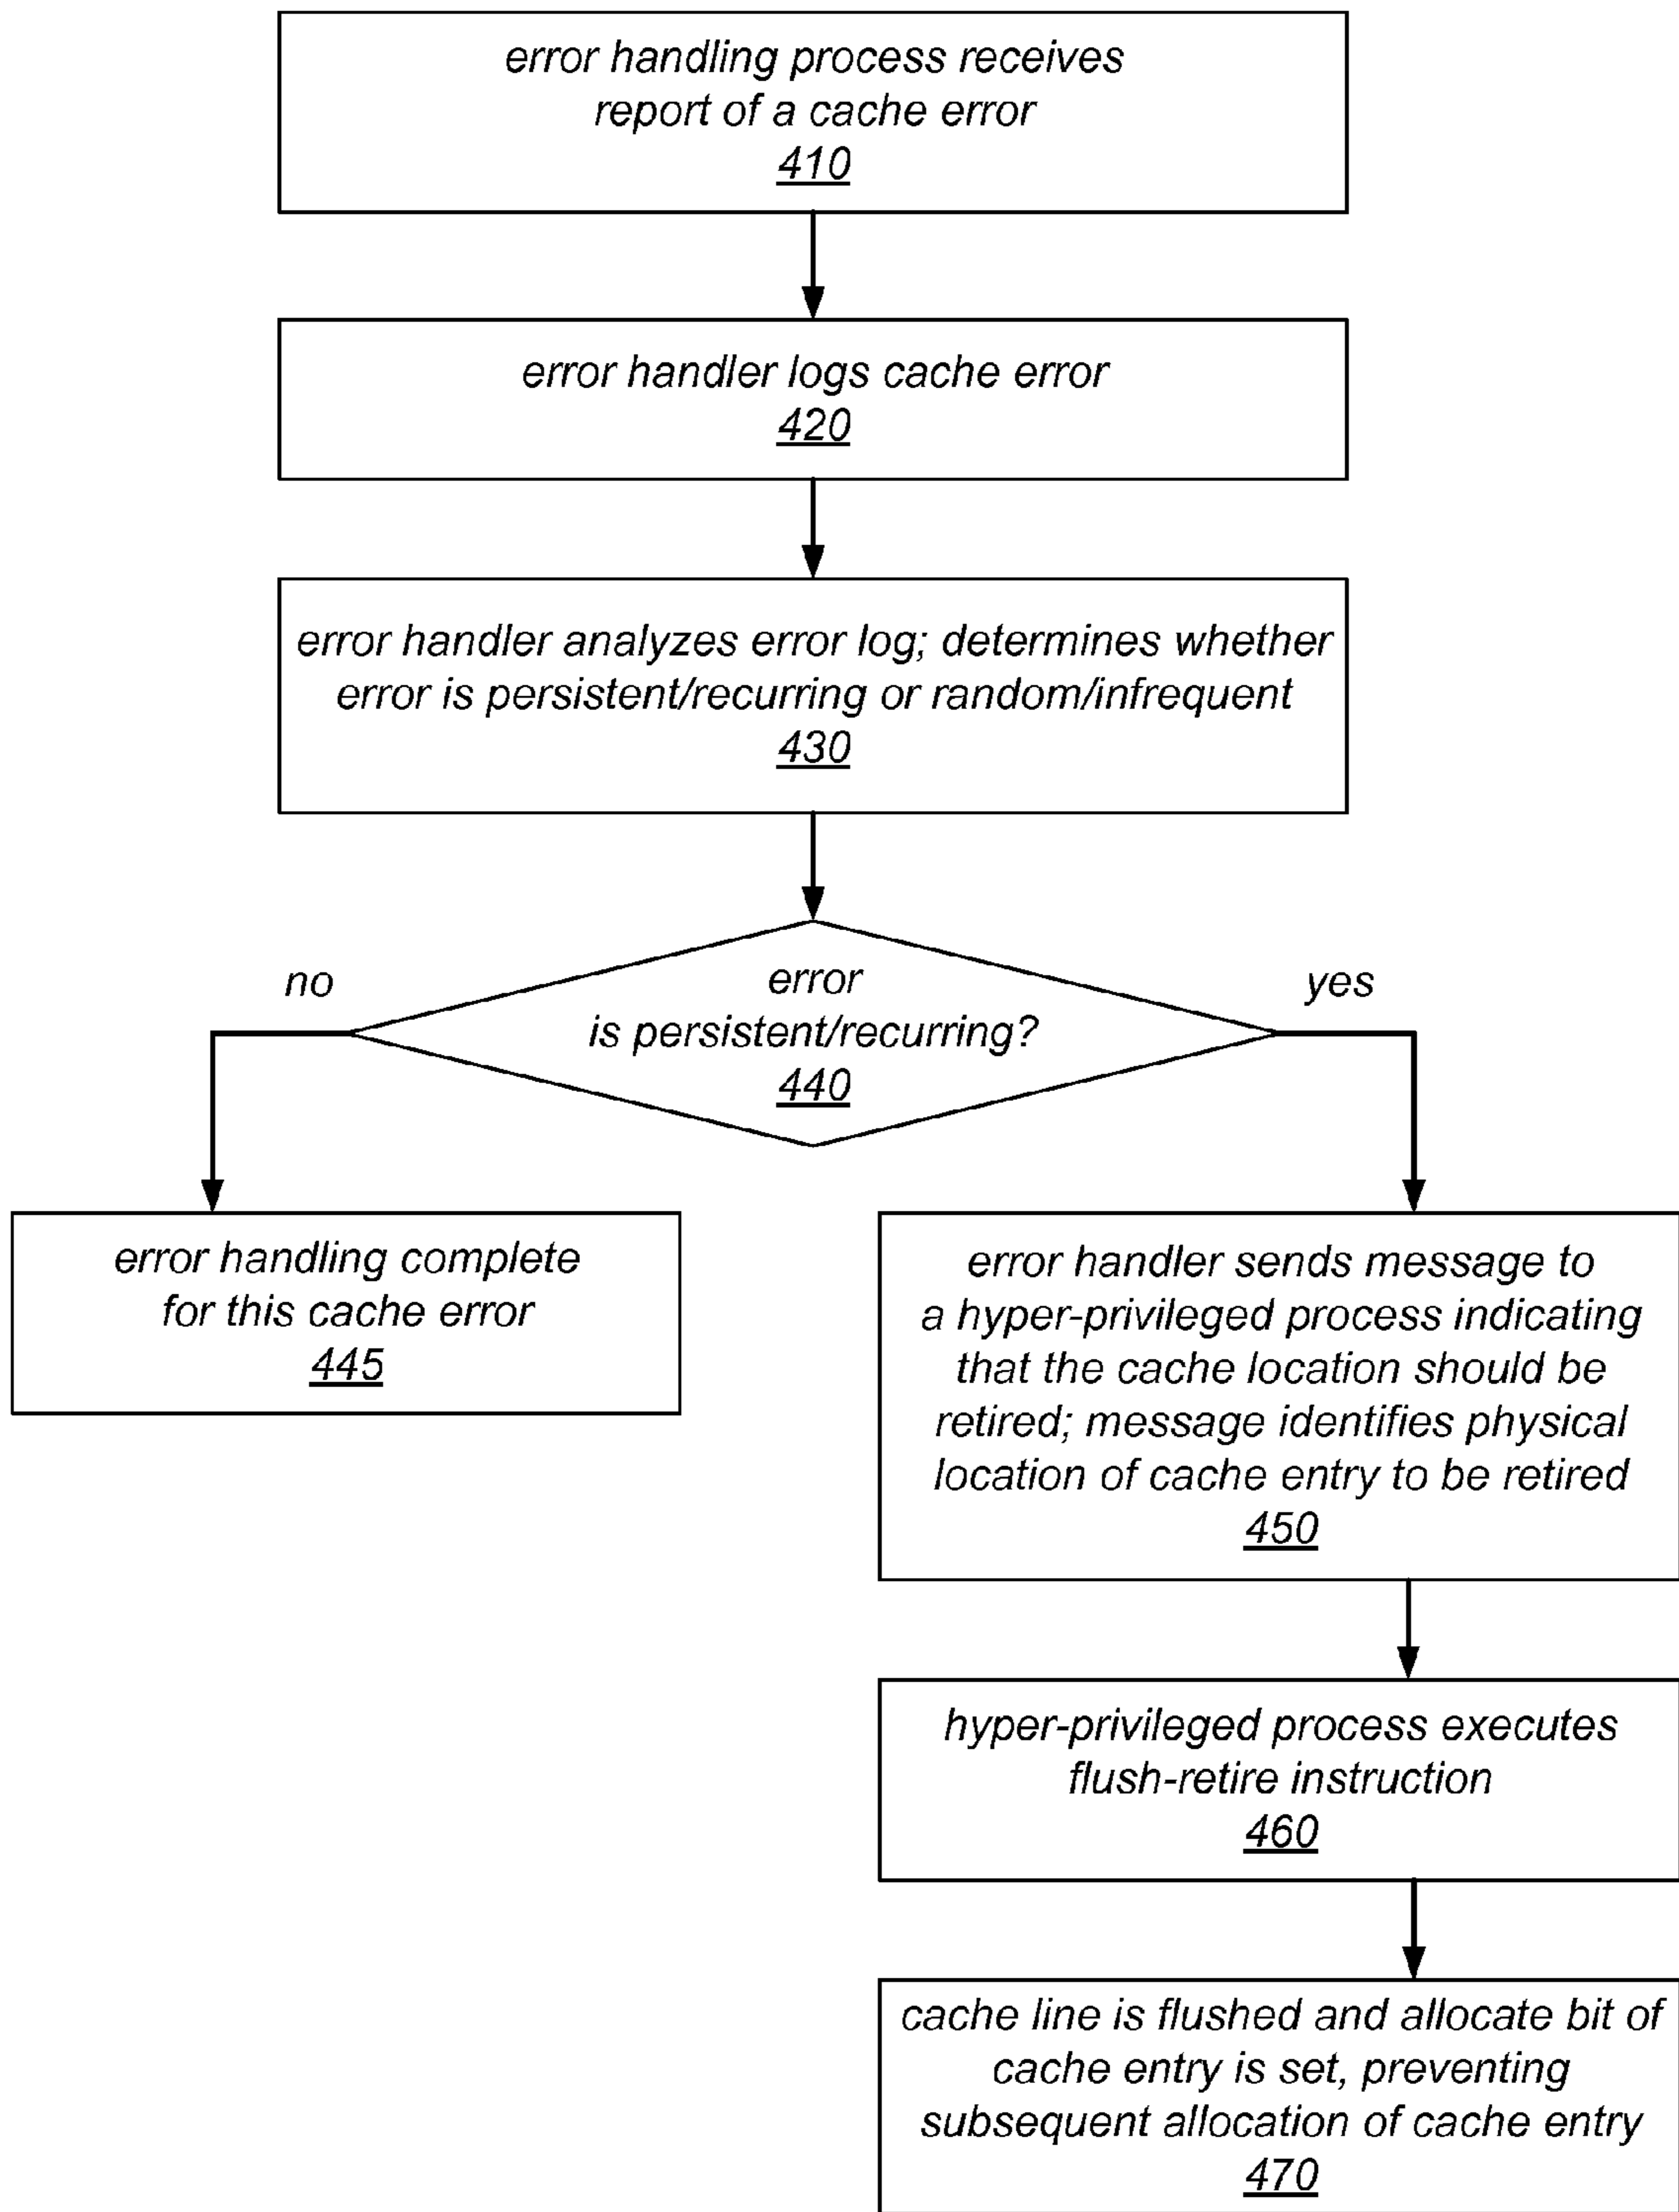 error handling process receives
report of a cache error
410
error handler logs cache error
420
error handler analyzes error log; determines whether
error is persistent/recurring or random/infrequent
430
no
error
is persistent/recurring?
440
yes
error handling complete
for this cache error
445
error handler sends message to
a hyper-privileged process indicating
that the cache location should be
retired; message identifies physical
location of cache entry to be retired
450
hyper-privileged process executes
flush-retire instruction
460
cache line is flushed and allocate bit of
cache entry is set, preventing
subsequent allocation of cache entry
470